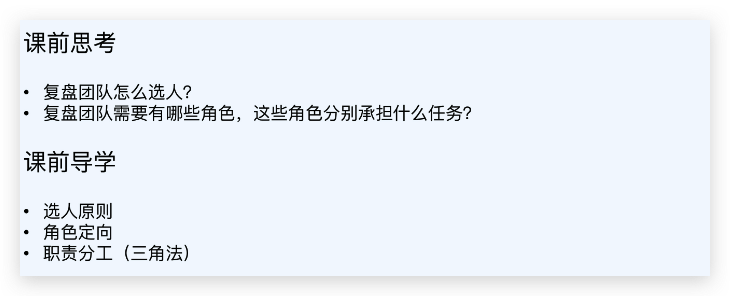 课前思考
• 复盘团队怎么选人？
• 复盘团队需要有哪些角色，这些角色分别承担什么任务？
课前导学
• 选人原则
• 角色定向
• 职责分工（三角法）